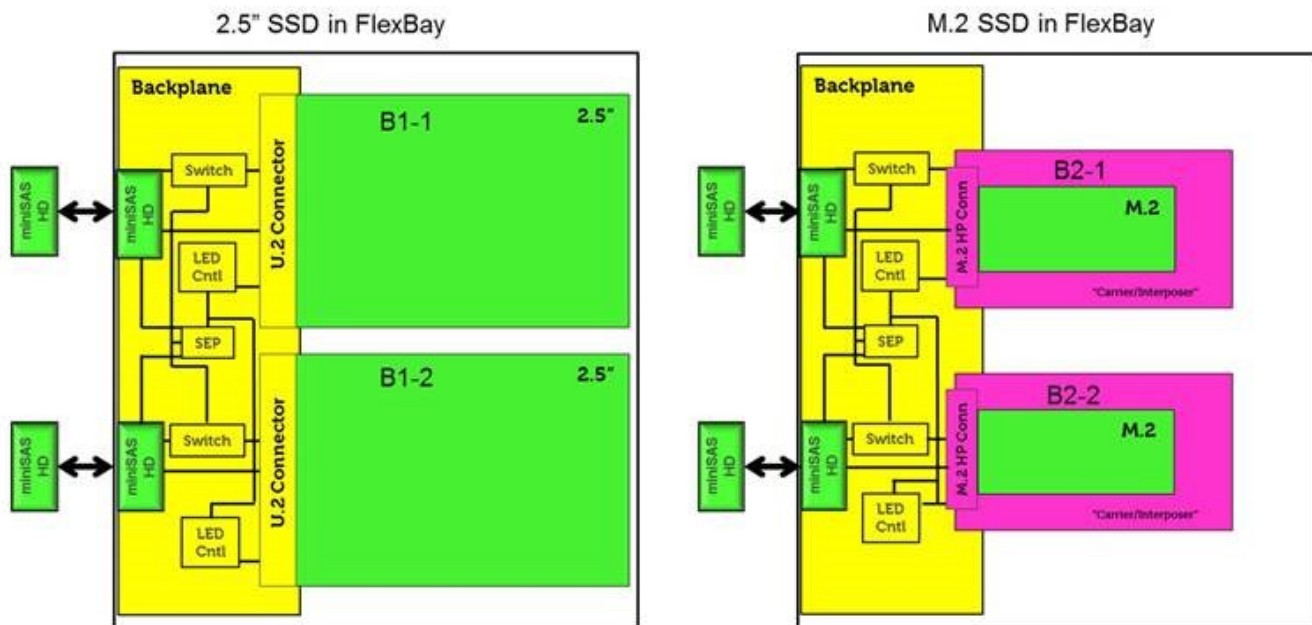 2.5” SSD in FlexBay
Backplane
B1-1
2.5”
Switch
miniSAS
HD
miniSAS
HD
U.2 Connector
LED
Cntl
SEP
B1-2
2.5”
Switch
miniSAS
HD
miniSAS
HD
U.2 Connector
LED
Cntl
M.2 SSD in FlexBay
Backplane
B2-1
Switch
miniSAS
HD
miniSAS
HD
M.2 HP Conn
M.2
LED
Cntl
"Carrier/Interposer"
SEP
B2-2
Switch
miniSAS
HD
miniSAS
HD
M.2 HP Conn
M.2
LED
Cntl
"Carrier/Interposer"